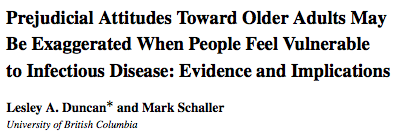 Prejudicial Attitudes Toward Older Adults May
Be Exaggerated When People Feel Vulnerable
to Infectious Disease: Evidence and Implications
Lesley A. Duncan* and Mark Schaller
University of British Columbia